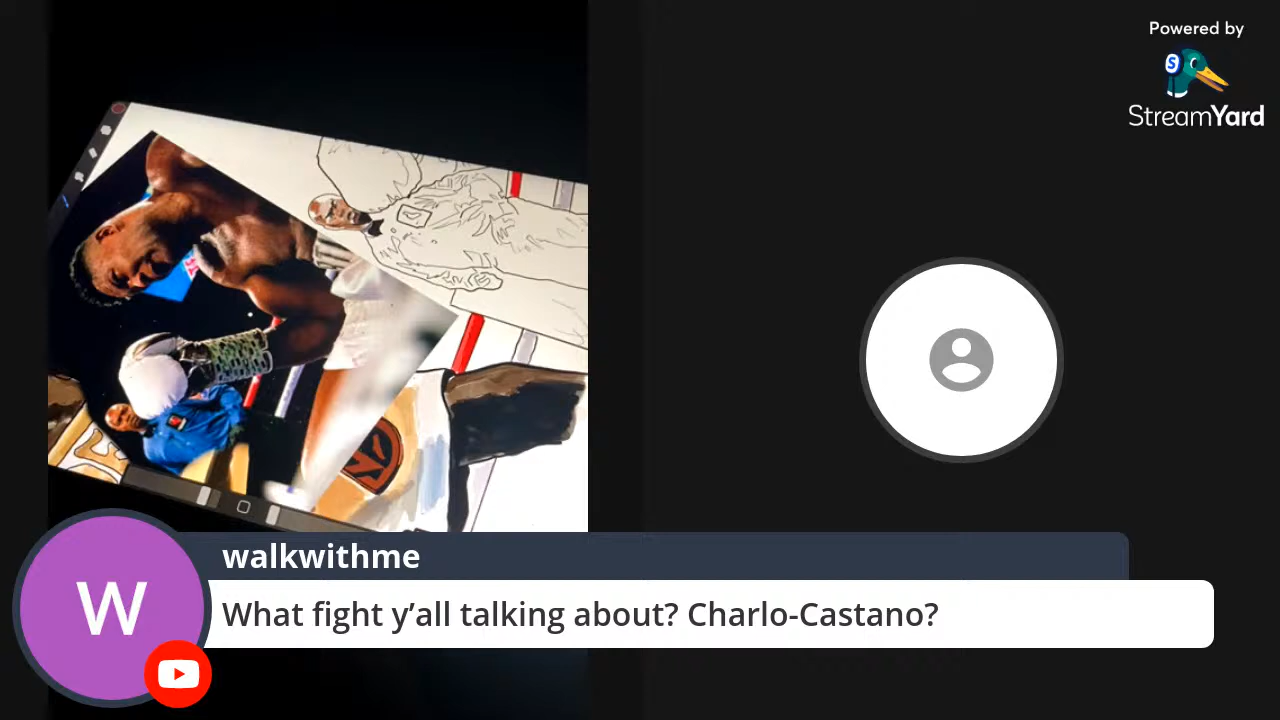 Powered by
S
StreamYard
W
walkwithme
What fight y’all talking about? Charlo-Castano?